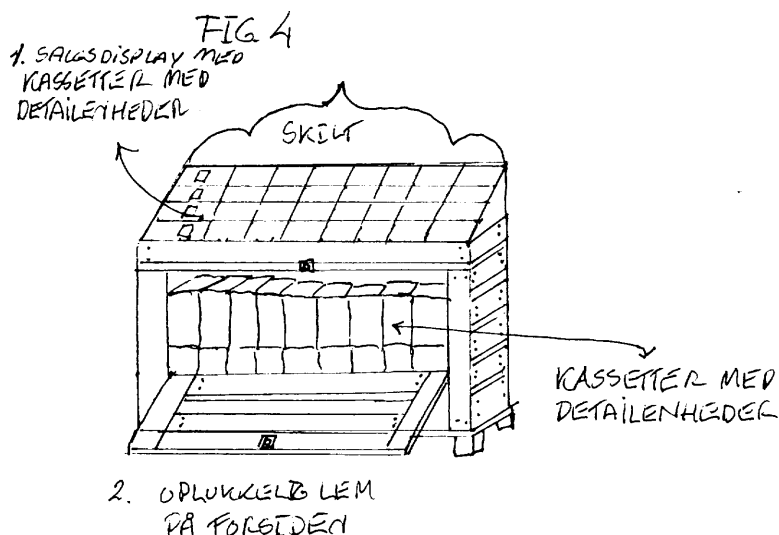 FIG 4
1. SALGSDISPLAY MED
KASSETTER MED
DETAILENHEDER
SKILT
KASSETTER MED
DETAILENHEDER
2. OPLUKKELIG LEM
PÅ FORSIDEN